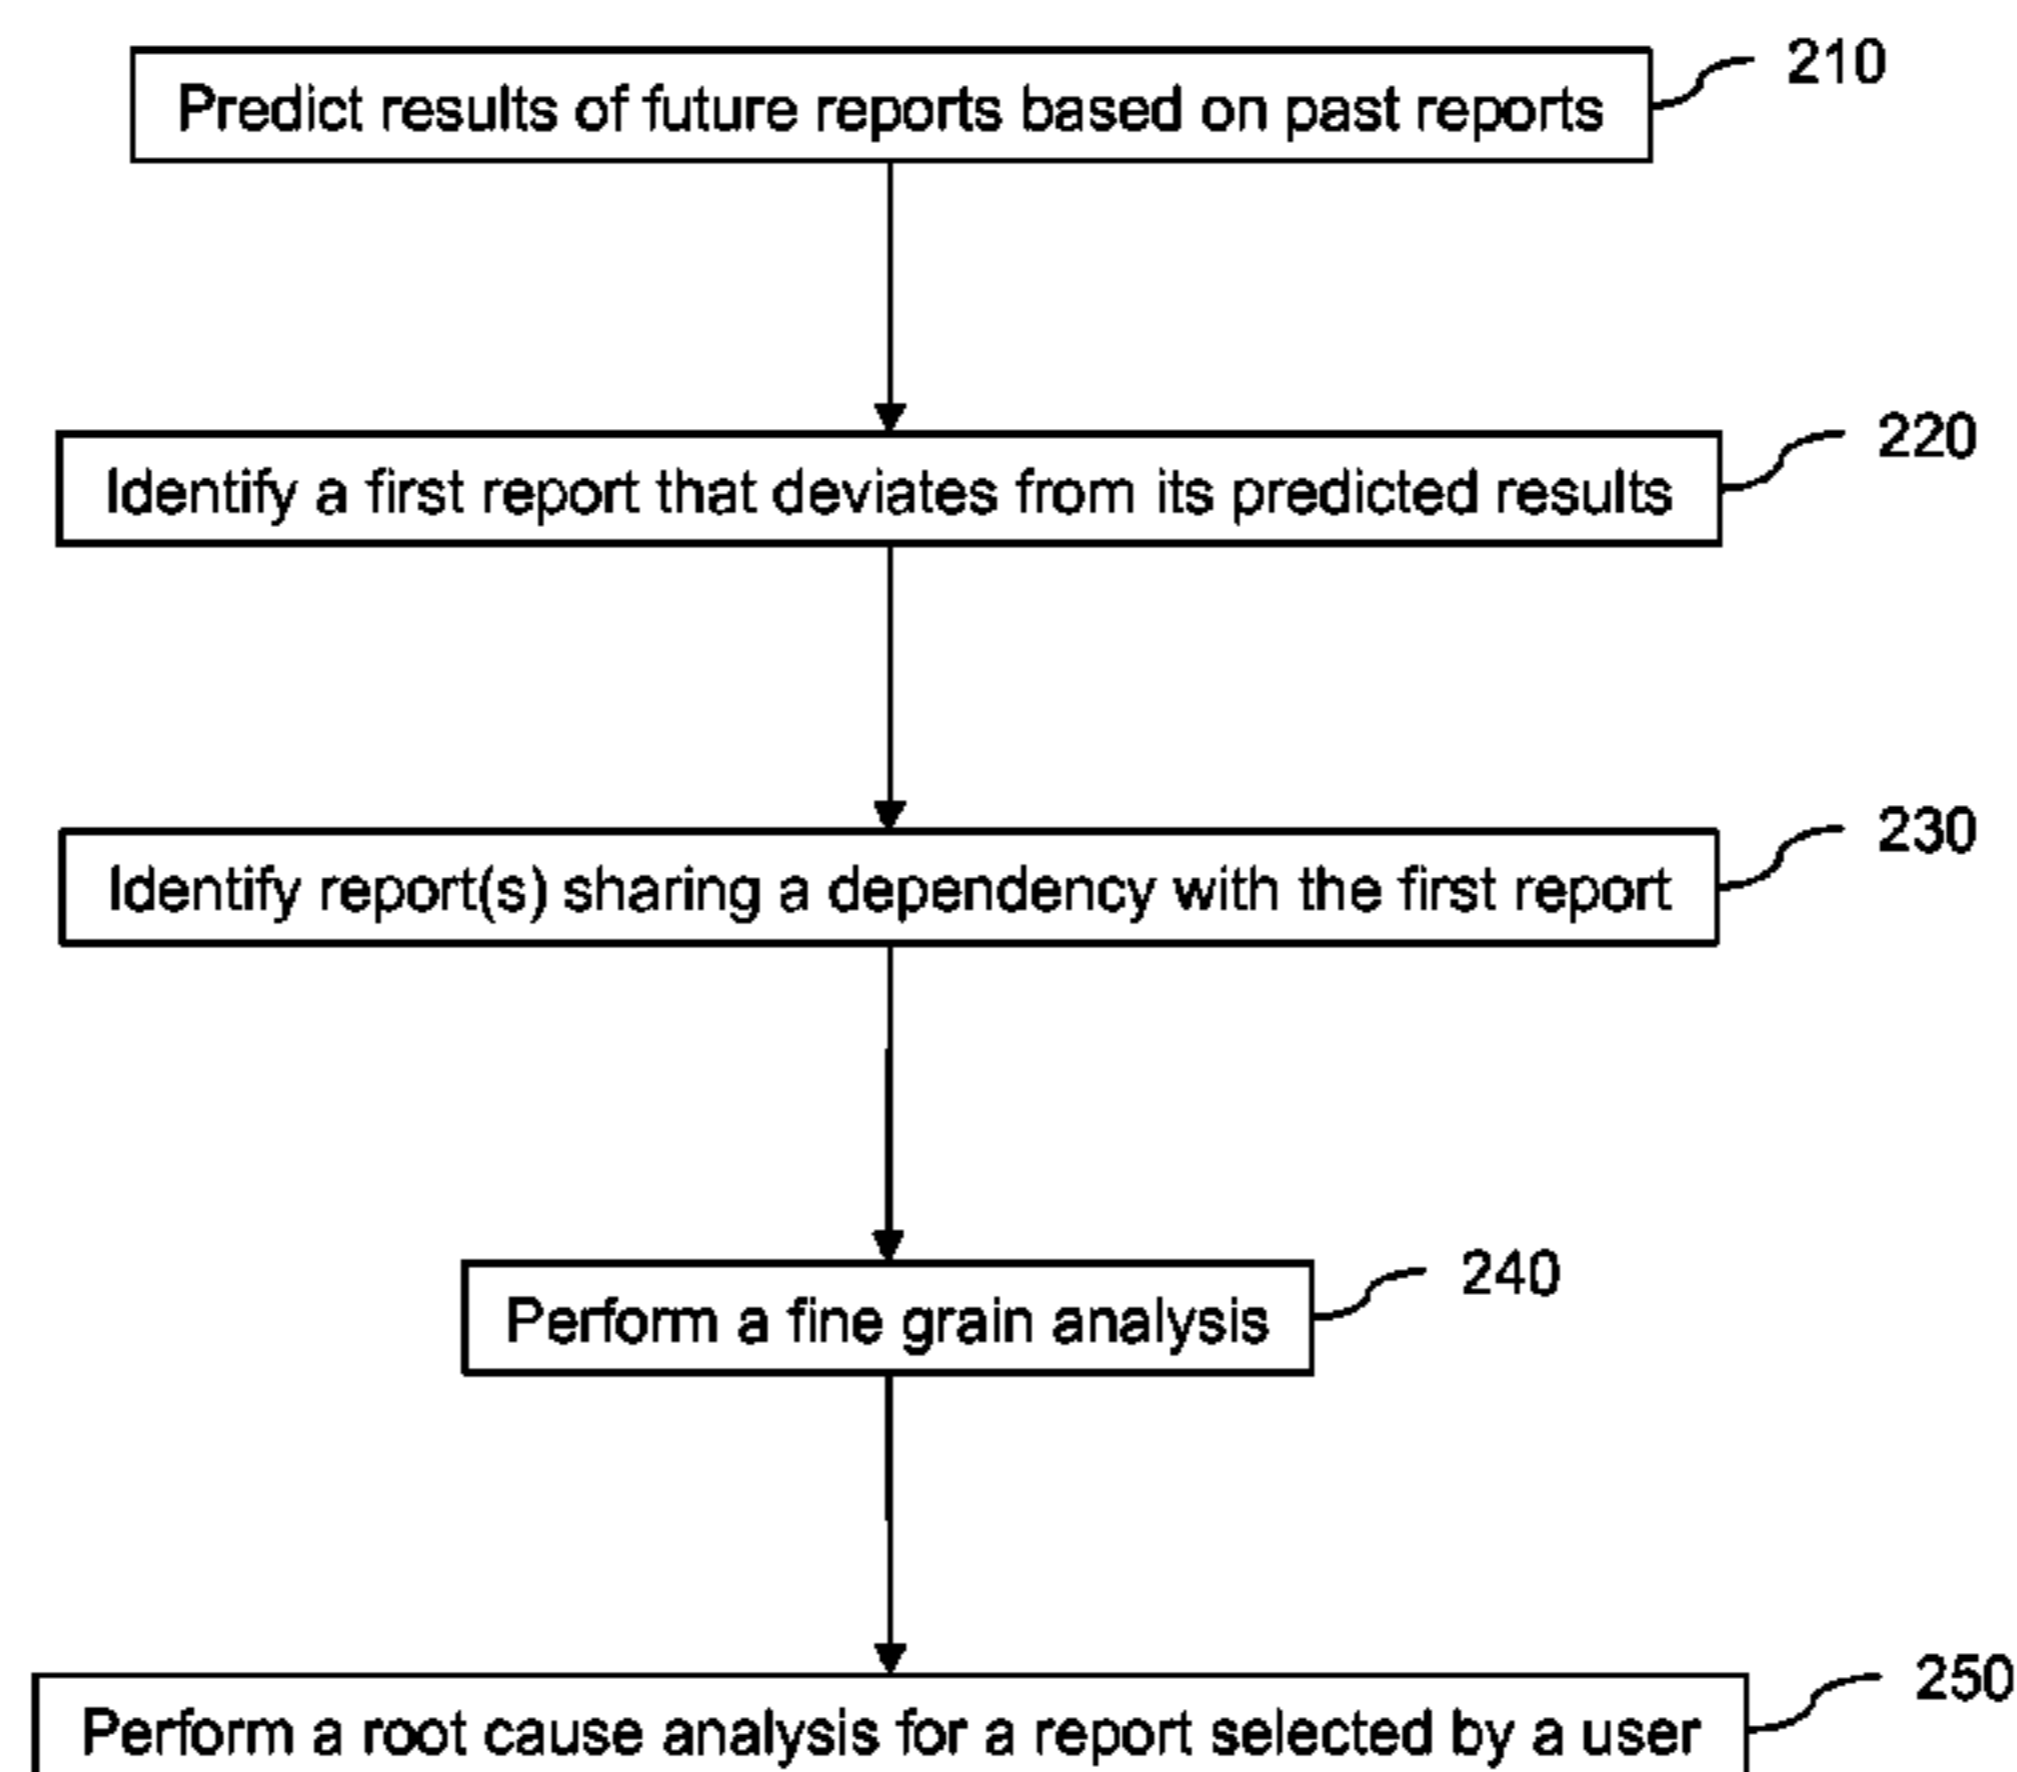 210
Predict results of future reports based on past reports
220
Identify a first report that deviates from its predicted results
230
Identify report(s) sharing a dependency with the first report
240
Perform a fine grain analysis
250
Perform a root cause analysis for a report selected by a user